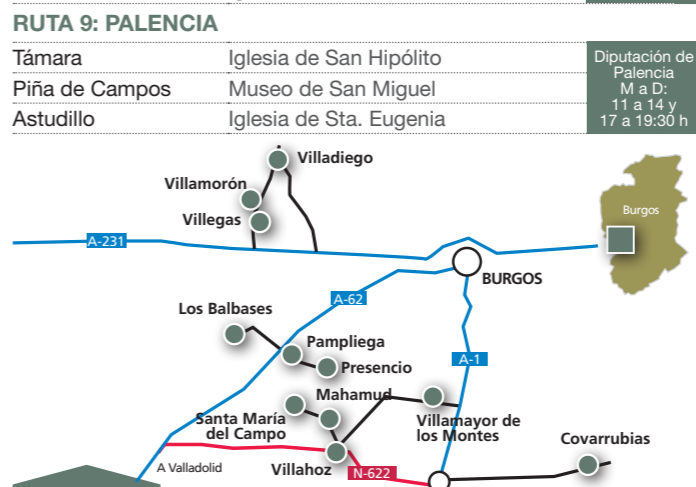 RUTA 9: PALENCIA
Támara Iglesia de San Hipólito
Piña de Campos Museo de San Miguel
Astudillo Iglesia de Sta. Eugenia
Diputación de
Palencia
M a D:
11 a 14 y
17 a 19:30 h
Villadiego
Villamorón
Villegas
Burgos
A-231
BURGOS
A-62
Los Balbases
Pampliega
A-1
Presencio
Mahamud
Santa María
del Campo
Villamayor de
los Montes
Covarrubias
A Valladolid
Villahoz
N-622